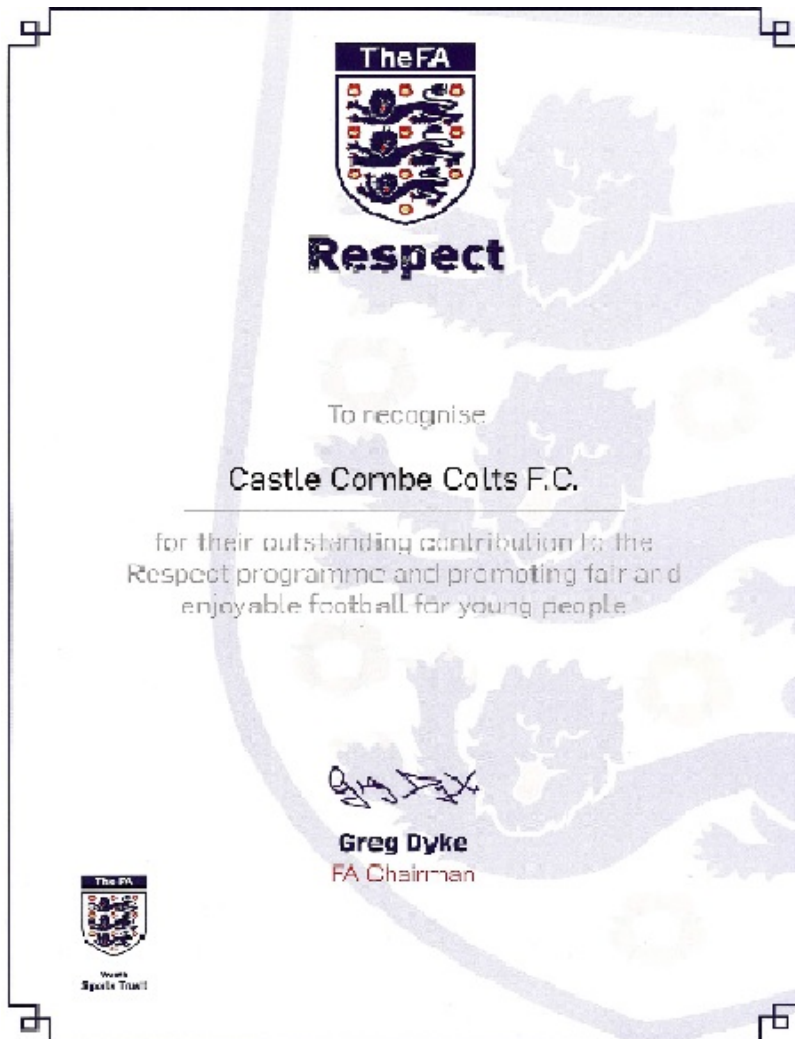 TheFA
Respect
To recognise
Castle Combe Colts F.C.
for their outstanding contribution to the
Respect programme and promoting fair and
enjoyable football for young people
Greg Dyke
FA Chairman
The FA
Youth
Sports Trust